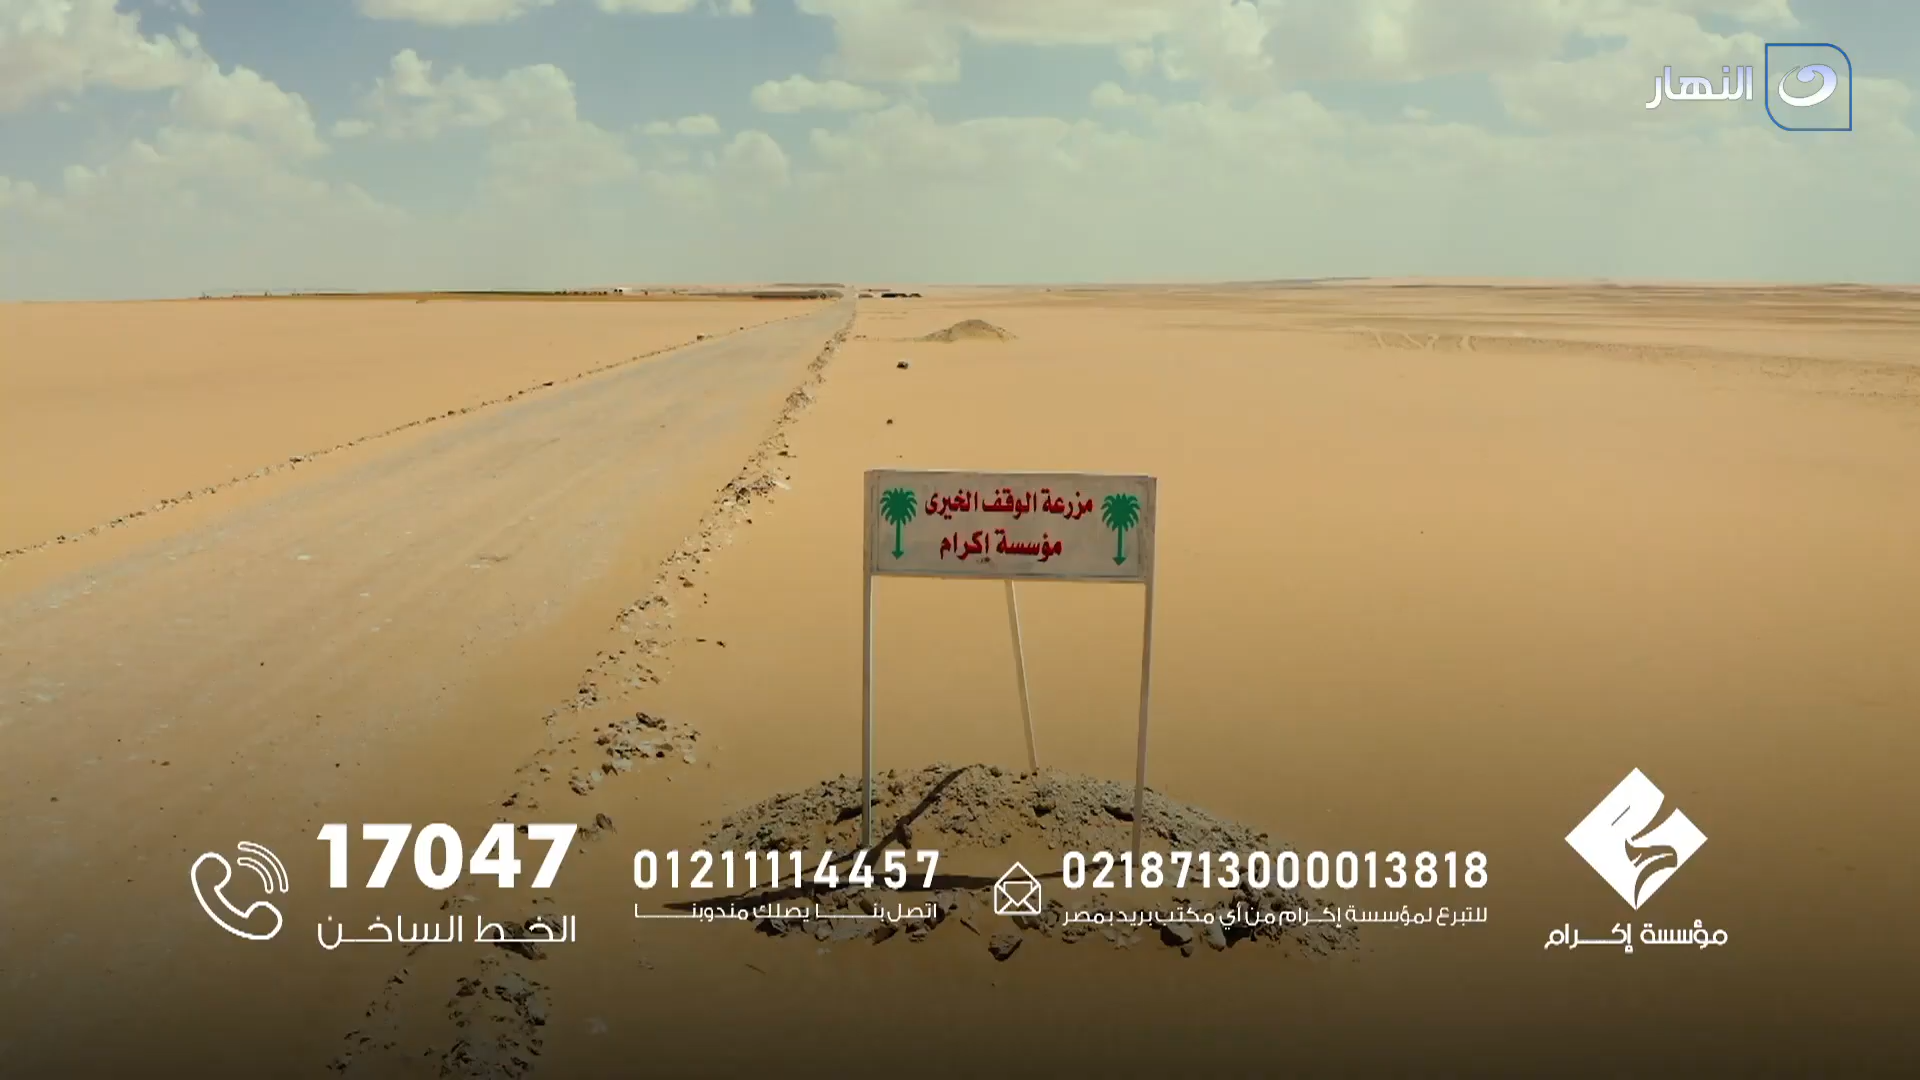 النهار
مزرعة الوقف الخيرى
مؤسسة إكرام
17047
الخط الساخن
01211114457
اتصل بنا يصلك مندوبنا
0218713000013818
للتبرع لمؤسسة إكرام من أي مكتب بريد بمصر
مؤسسة إكرام